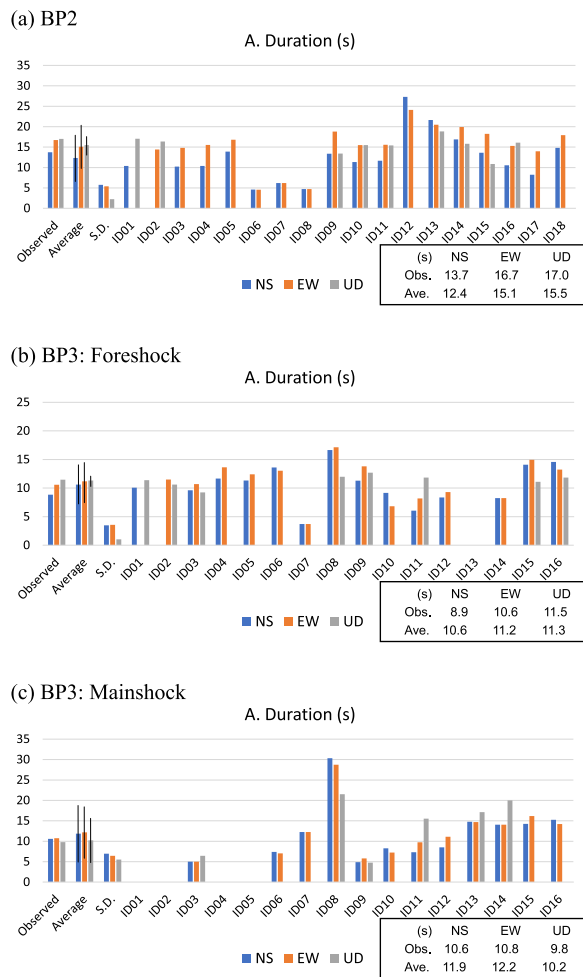 (a) BP2
A. Duration (s)
35
30
25
20
15
10
5
0
Observed Average S.D. ID01 ID02 ID03 ID04 ID05 ID06 ID07 ID08 ID09 ID10 ID11 ID12 ID13 ID14 ID15 ID16 ID17 ID18
NS EW UD
(s) NS EW UD
Obs. 13.7 16.7 17.0
Ave. 12.4 15.1 15.5
(b) BP3: Foreshock
A. Duration (s)
25
20
15
10
5
0
Observed Average S.D. ID01 ID02 ID03 ID04 ID05 ID06 ID07 ID08 ID09 ID10 ID11 ID12 ID13 ID14 ID15 ID16
NS EW UD
(s) NS EW UD
Obs. 8.9 10.6 11.5
Ave. 10.6 11.2 11.3
(c) BP3: Mainshock
A. Duration (s)
35
30
25
20
15
10
5
0
Observed Average S.D. ID01 ID02 ID03 ID04 ID05 ID06 ID07 ID08 ID09 ID10 ID11 ID12 ID13 ID14 ID15 ID16
NS EW UD
(s) NS EW UD
Obs. 10.6 10.8 9.8
Ave. 11.9 12.2 10.2